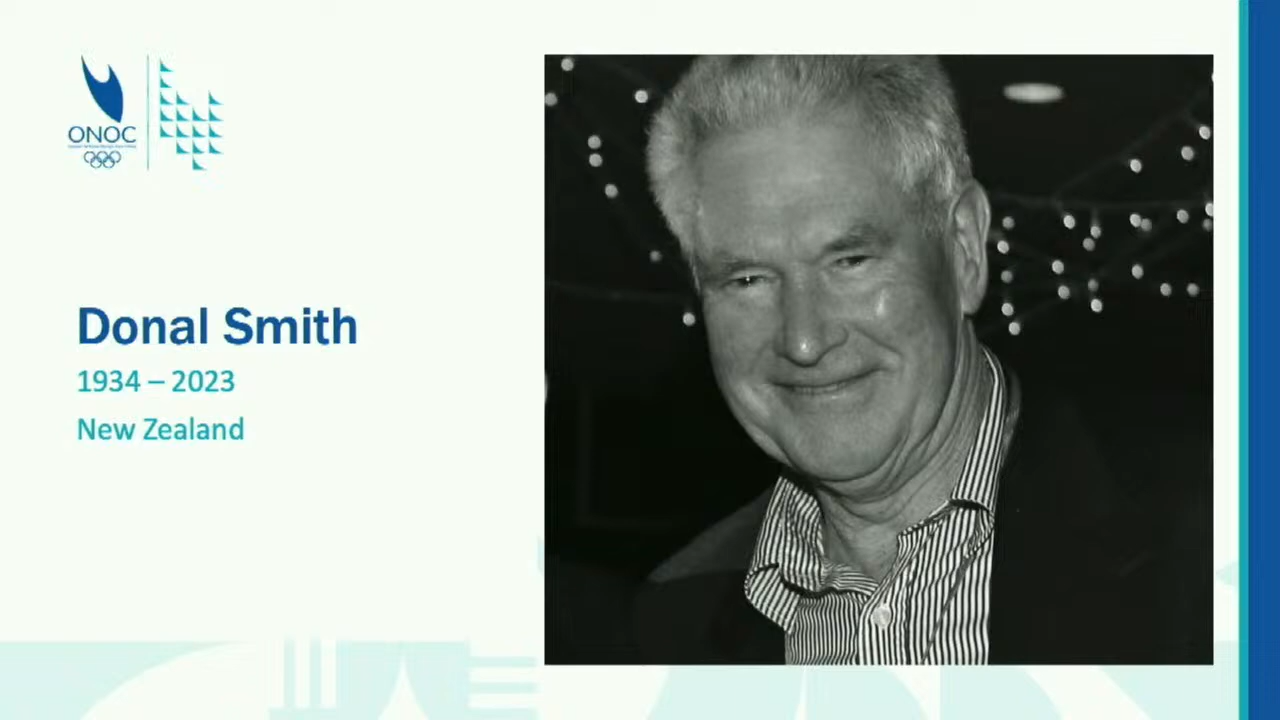 ONOC
Donal Smith
1934 – 2023
New Zealand